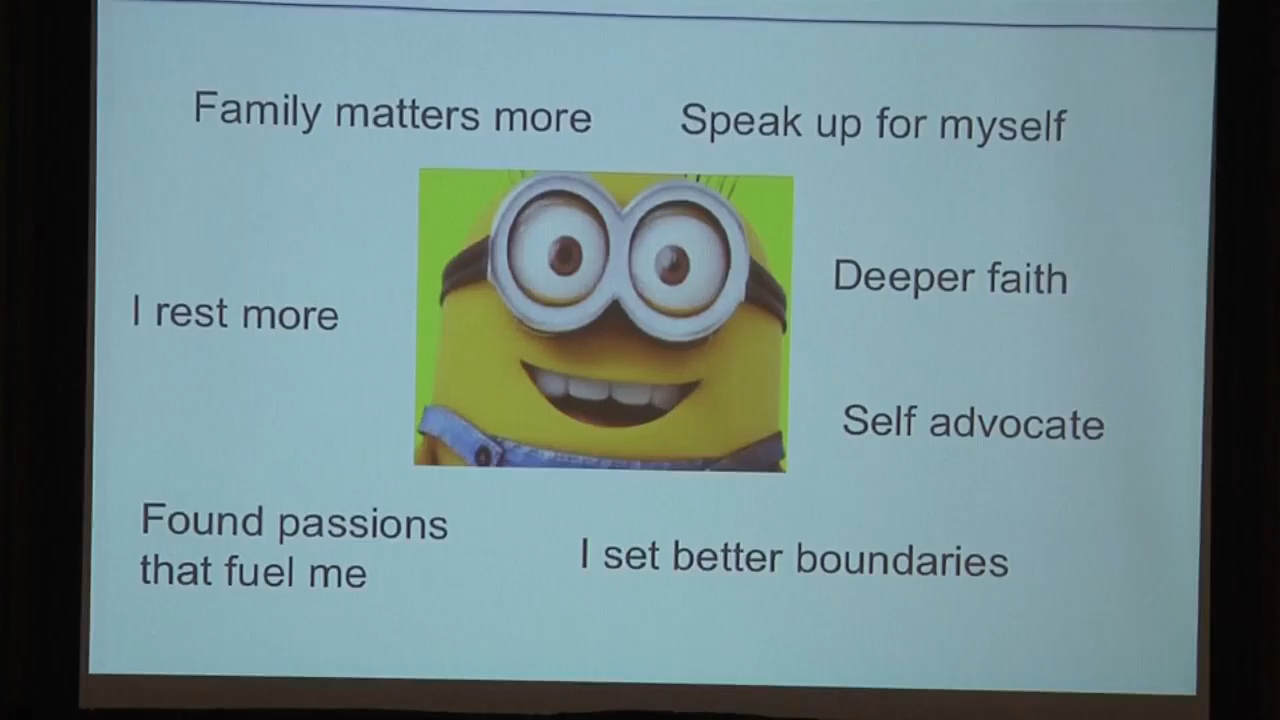 Family matters more
Speak up for myself
Deeper faith
I rest more
Self advocate
Found passions
that fuel me
I set better boundaries